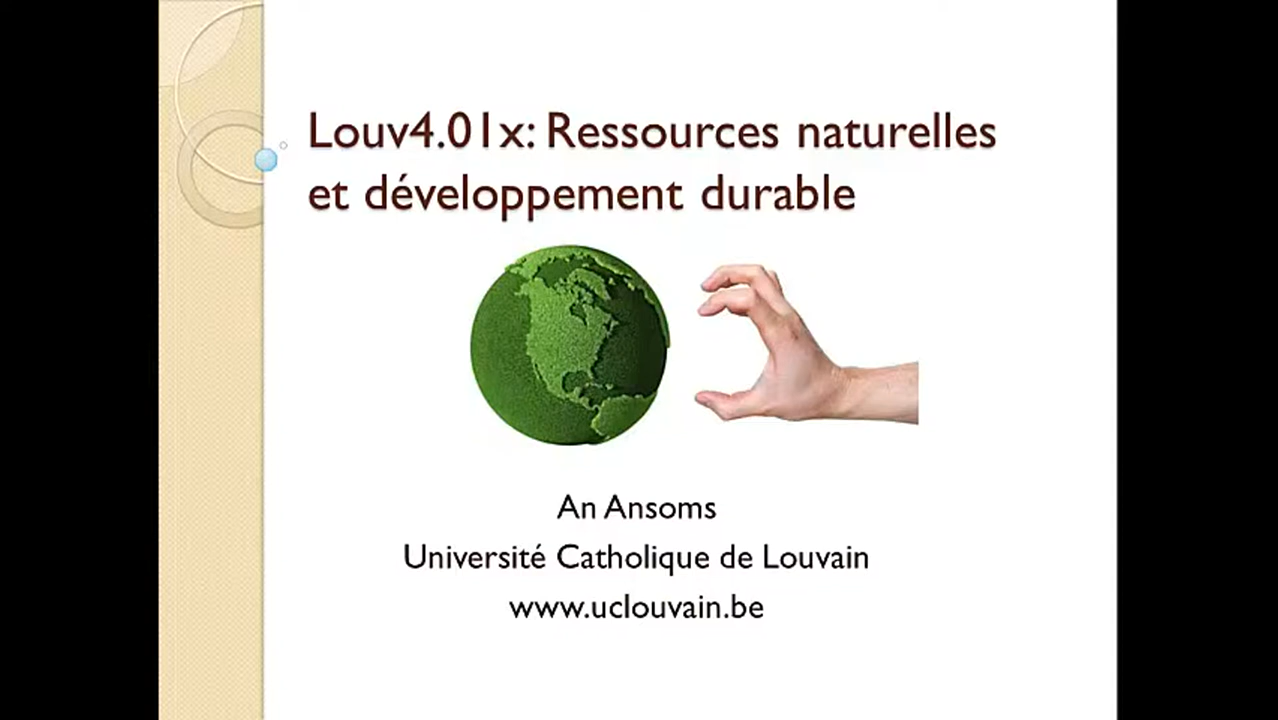 Louv4.01x: Ressources naturelles
et développement durable
An Ansoms
Université Catholique de Louvain
www.uclouvain.be